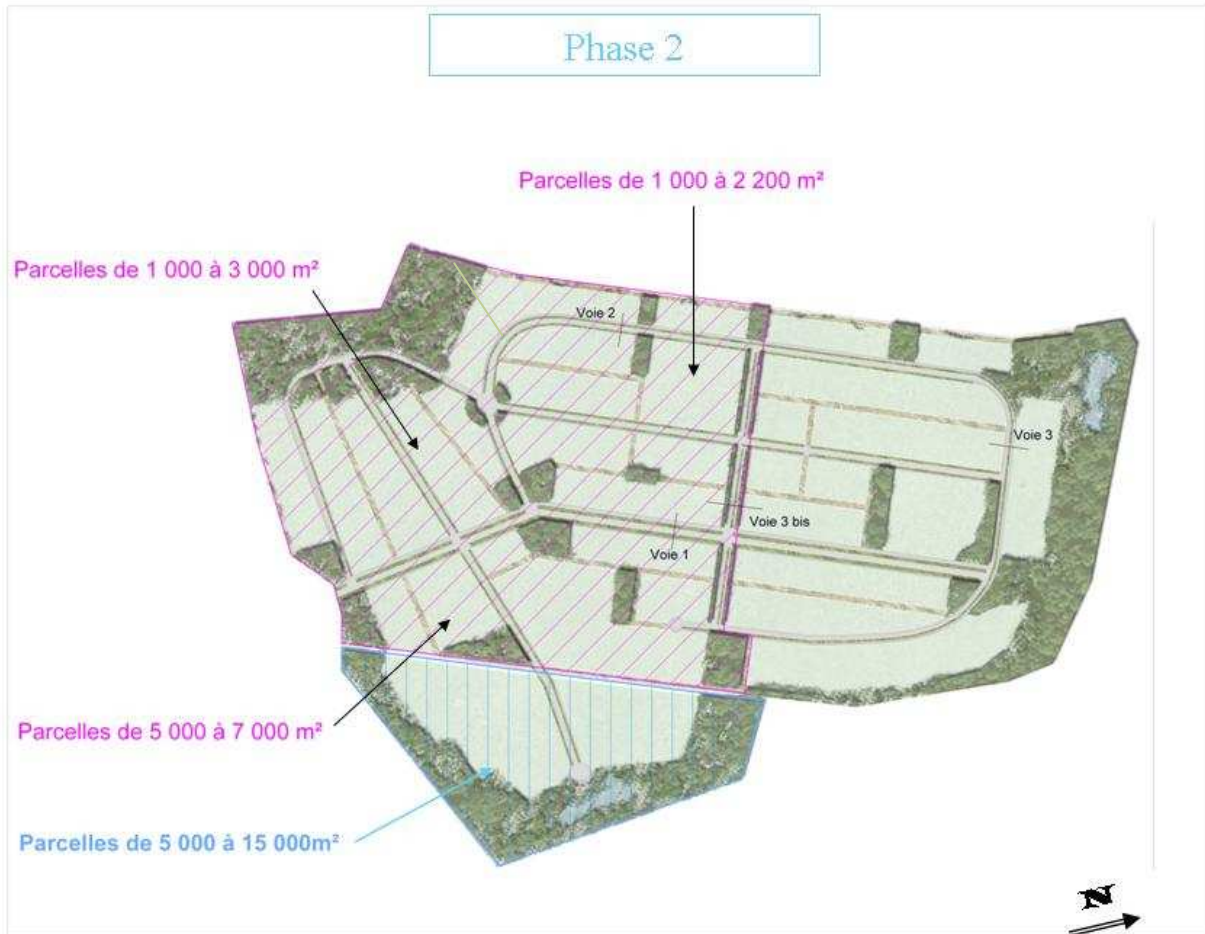 Phase 2
Parcelles de 1 000 à 2 200 m²
Parcelles de 1 000 à 3 000 m²
Voie 2
Voie 3
Voie 3 bis
Voie 1
Parcelles de 5 000 à 7 000 m²
Parcelles de 5 000 à 15 000m²
N